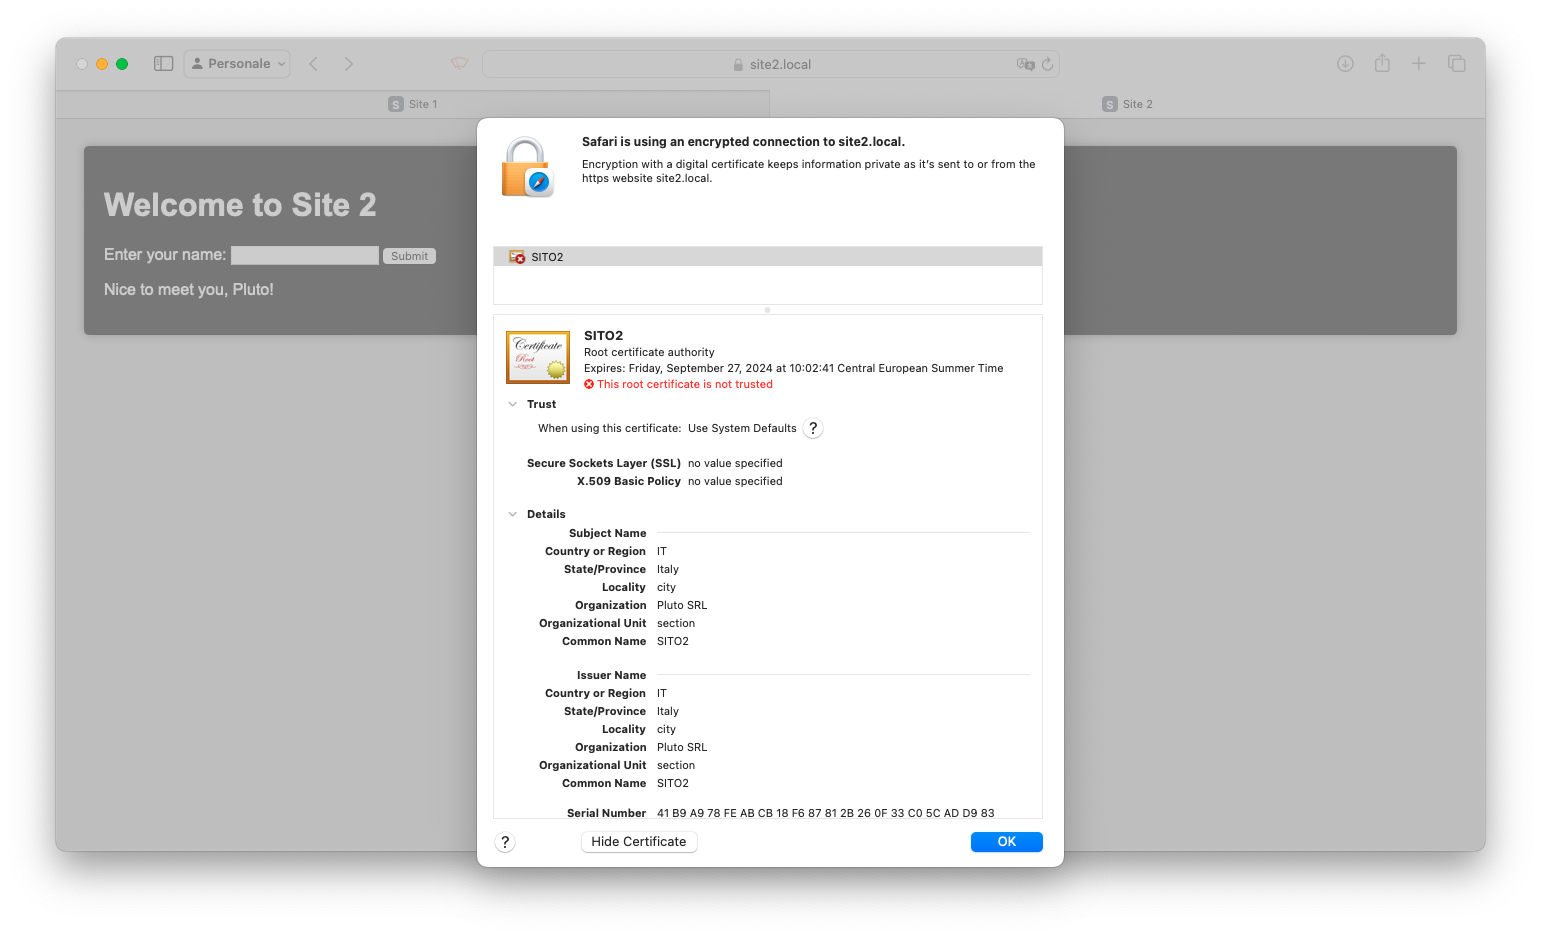 Personale
site2.local
S Site 1
S Site 2
Welcome to Site 2
Enter your name: Submit
Nice to meet you, Pluto!
Safari is using an encrypted connection to site2.local.
Encryption with a digital certificate keeps information private as it’s sent to or from the
https website site2.local.
SITO2
Certificate
Root
SITO2
Root certificate authority
Expires: Friday, September 27, 2024 at 10:02:41 Central European Summer Time
This root certificate is not trusted
Trust
When using this certificate: Use System Defaults ?
Secure Sockets Layer (SSL) no value specified
X.509 Basic Policy no value specified
Details
Subject Name
Country or Region IT
State/Province Italy
Locality city
Organization Pluto SRL
Organizational Unit section
Common Name SITO2
Issuer Name
Country or Region IT
State/Province Italy
Locality city
Organization Pluto SRL
Organizational Unit section
Common Name SITO2
Serial Number 41 B9 A9 78 FE AB CB 18 F6 87 81 2B 26 0F 33 C0 5C AD D9 83
? Hide Certificate OK